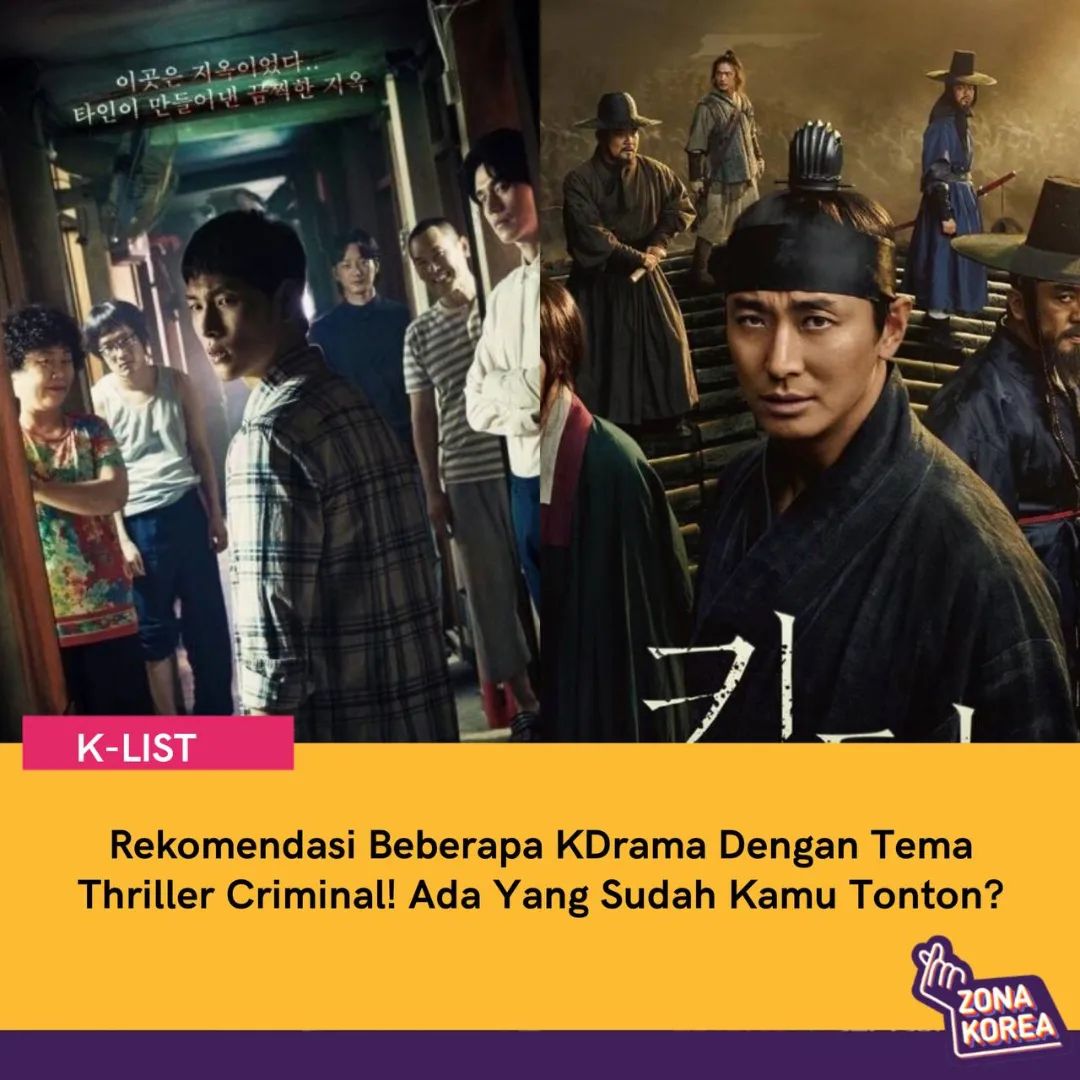 이곳은 지옥이었다..
타인이 만들어낸 끔찍한 지옥
K-LIST
Rekomendasi Beberapa KDrama Dengan Tema
Thriller Criminal! Ada Yang Sudah Kamu Tonton?
ZONA
KOREA